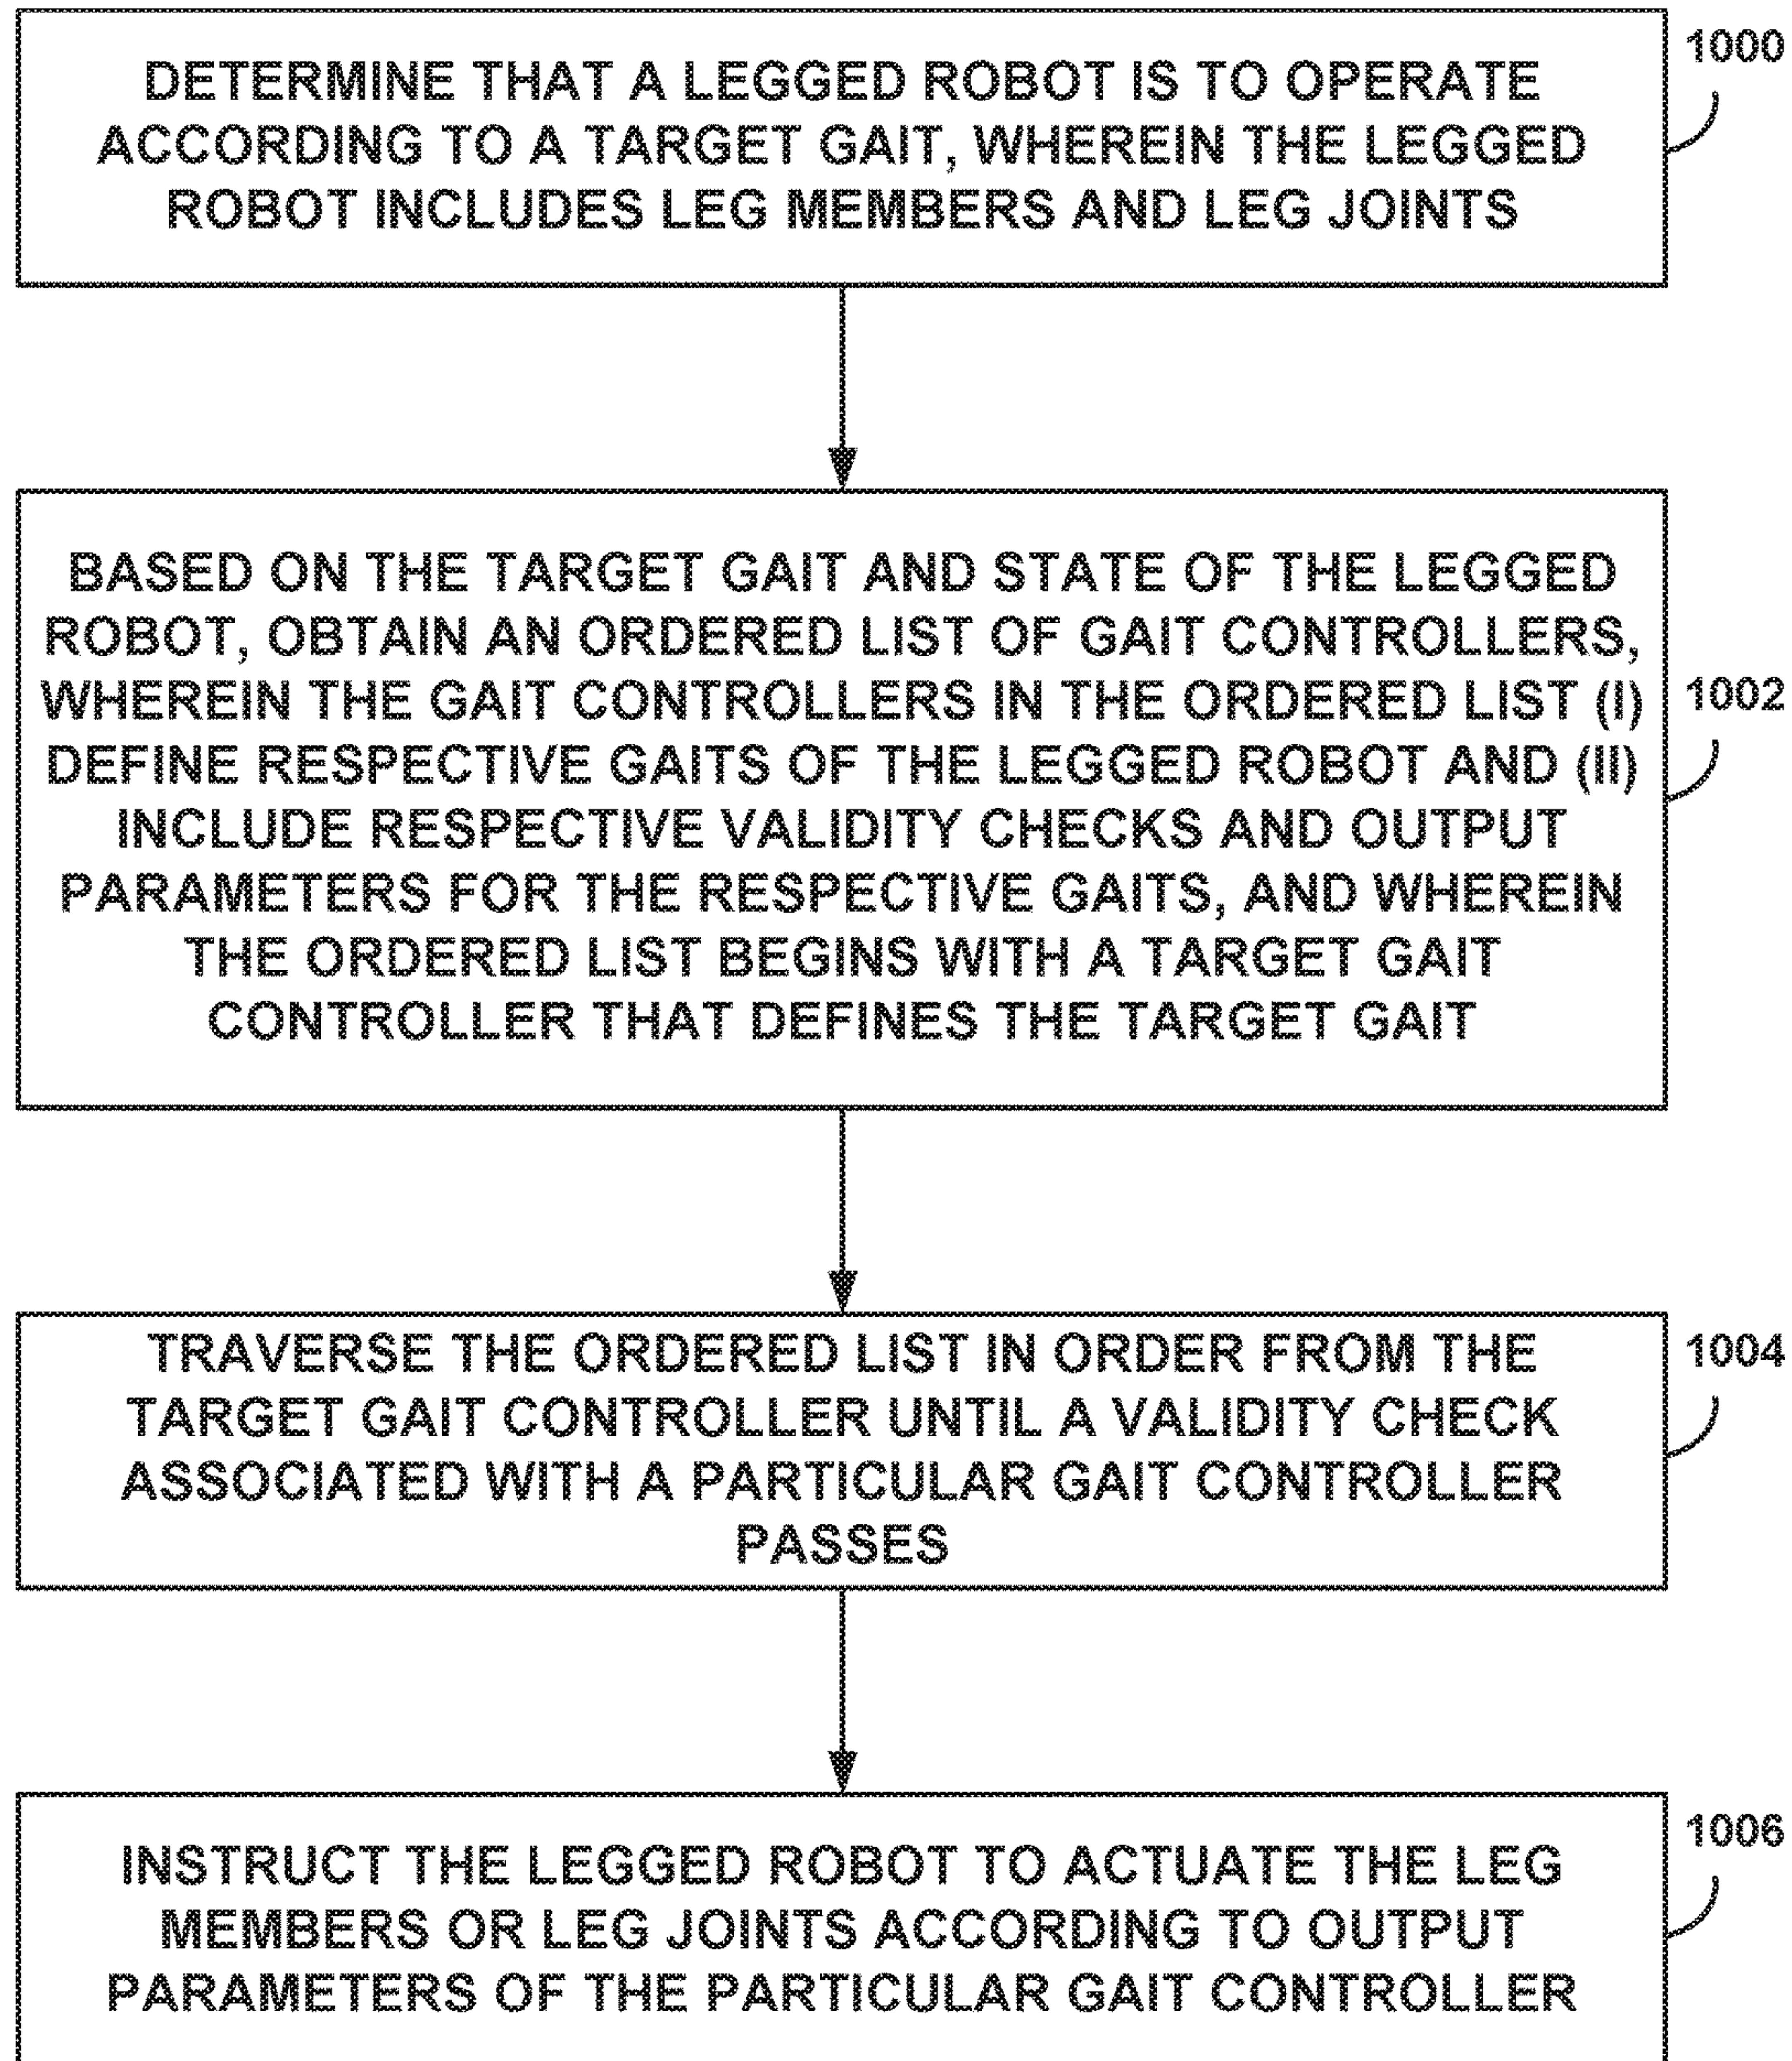 DETERMINE THAT A LEGGED ROBOT IS TO OPERATE
ACCORDING TO A TARGET GAIT, WHEREIN THE LEGGED
ROBOT INCLUDES LEG MEMBERS AND LEG JOINTS
1000
BASED ON THE TARGET GAIT AND STATE OF THE LEGGED
ROBOT, OBTAIN AN ORDERED LIST OF GAIT CONTROLLERS,
WHEREIN THE GAIT CONTROLLERS IN THE ORDERED LIST (I)
DEFINE RESPECTIVE GAITS OF THE LEGGED ROBOT AND (II)
INCLUDE RESPECTIVE VALIDITY CHECKS AND OUTPUT
PARAMETERS FOR THE RESPECTIVE GAITS, AND WHEREIN
THE ORDERED LIST BEGINS WITH A TARGET GAIT
CONTROLLER THAT DEFINES THE TARGET GAIT
1002
TRAVERSE THE ORDERED LIST IN ORDER FROM THE
TARGET GAIT CONTROLLER UNTIL A VALIDITY CHECK
ASSOCIATED WITH A PARTICULAR GAIT CONTROLLER
PASSES
1004
INSTRUCT THE LEGGED ROBOT TO ACTUATE THE LEG
MEMBERS OR LEG JOINTS ACCORDING TO OUTPUT
PARAMETERS OF THE PARTICULAR GAIT CONTROLLER
1006